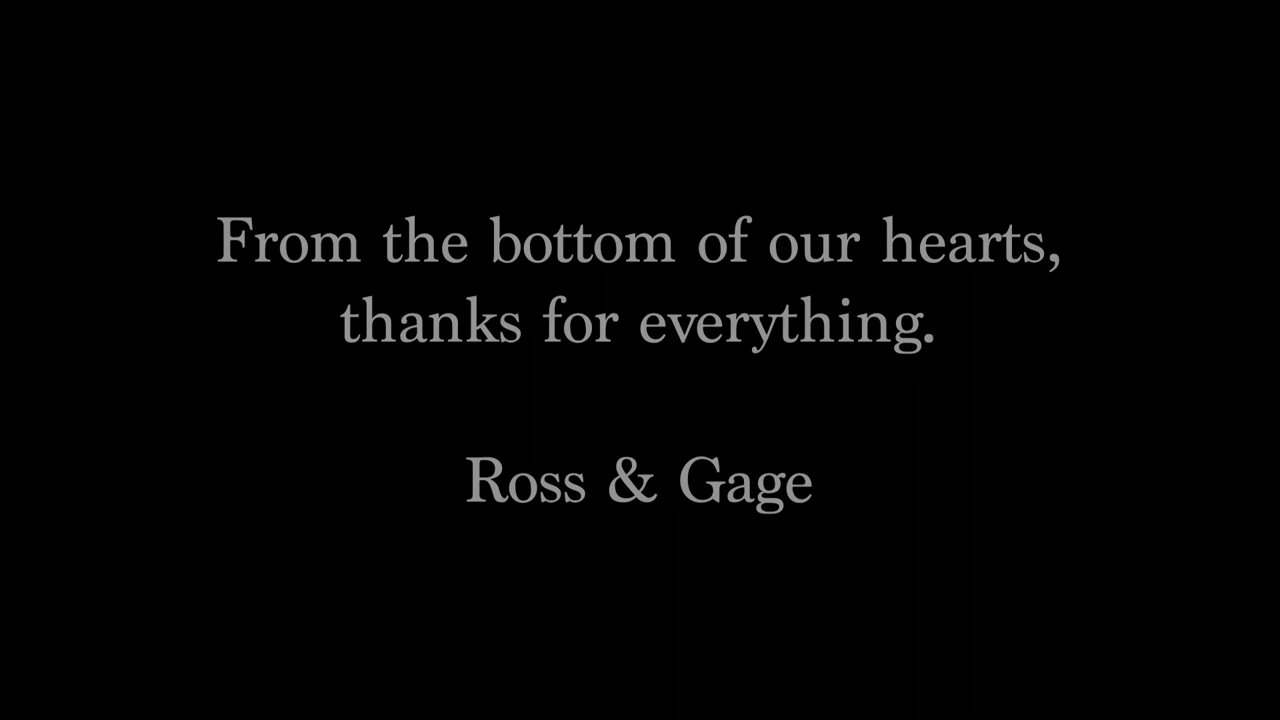 From the bottom of our hearts,
thanks for everything.
Ross & Gage